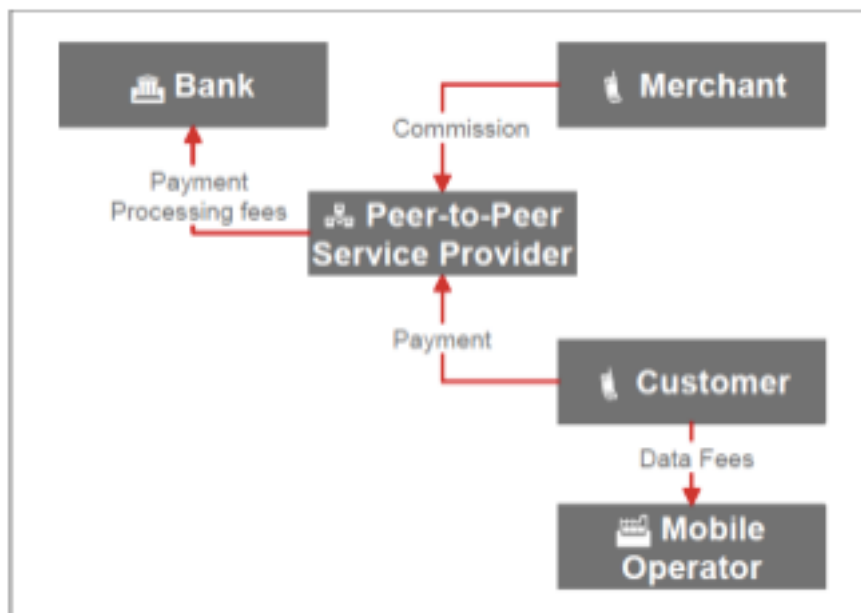 Bank
Merchant
Commission
Payment
Processing fees
Peer-to-Peer
Service Provider
Payment
Customer
Data Fees
Mobile
Operator